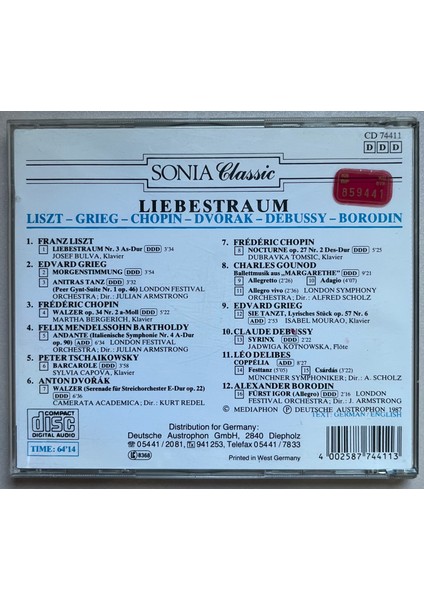 CD 74411
DDD
SONIA Classic
859441
LIEBESTRAUM
LISZT – GRIEG – CHOPIN – DVORAK – DEBUSSY – BORODIN
1. FRANZ LISZT
1 LIEBESTRAUM Nr. 3 As-Dur DDD 3'34
JOSEF BULVA, Klavier
2. EDVARD GRIEG
2 MORGENSTIMMUNG DDD 3'54
3 ANITRAS TANZ DDD 3'32
(Peer Gynt-Suite Nr. 1 op. 46) LONDON FESTIVAL
ORCHESTRA; Dir.: JULIAN ARMSTRONG
3. FRÉDÉRIC CHOPIN
4 WALZER op. 34 Nr. 2 a-Moll DDD 5'22
MARTHA BERGERICH, Klavier
4. FELIX MENDELSSOHN BARTHOLDY
5 ANDANTE (Italienische Symphonie Nr. 4 A-Dur
op. 90) ADD 6'34 LONDON FESTIVAL
ORCHESTRA; Dir.: JULIAN ARMSTRONG
5. PETER TSCHAIKOWSKY
6 BARCAROLE DDD 3'58
SYLVIA CAPOVA, Klavier
6. ANTON DVOŘÁK
7 WALZER (Serenade für Streichorchester E-Dur op. 22)
DDD 6'36
CAMERATA ACADEMICA; Dir.: KURT REDEL
7. FRÉDÉRIC CHOPIN
8 NOCTURNE op. 27 Nr. 2 Des-Dur DDD 5'25
DUBRAVKA TOMSIC, Klavier
8. CHARLES GOUNOD
Ballettmusik aus „MARGARETHE“ DDD 9'21
9 Allegretto (2'26) 10 Adagio (4'07)
11 Allegro vivo (2'36) LONDON SYMPHONY
ORCHESTRA; Dir.: ALFRED SCHOLZ
9. EDVARD GRIEG
12 SIE TANZT, Lyrisches Stück op. 57 Nr. 6
ADD 2'53 ISABEL MOURAO, Klavier
10. CLAUDE DEBUSSY
13 SYRINX DDD 2'22
JADWIGA KOTNOWSKA, Flöte
11. LÉO DELIBES
COPPÉLIA ADD 8'27
14 Festtanz (5'05) 15 Csárdás (3'22)
MÜNCHNER SYMPHONIKER; Dir.: A. SCHOLZ
12. ALEXANDER BORODIN
16 FÜRST IGOR (Allegro) DDD 2'16 LONDON
FESTIVAL ORCHESTRA; Dir.: J. ARMSTRONG
© MEDIAPHON ℗ DEUTSCHE AUSTROPHON 1987
TEXT: GERMAN / ENGLISH
COMPACT
disc
DIGITAL AUDIO
TIME: 64'14
Distribution for Germany:
Deutsche Austrophon GmbH, 2840 Diepholz
☎ 05441/2081, Tx 941253, Telefax 05441/7833
8368
Printed in West Germany
4 002587 744113